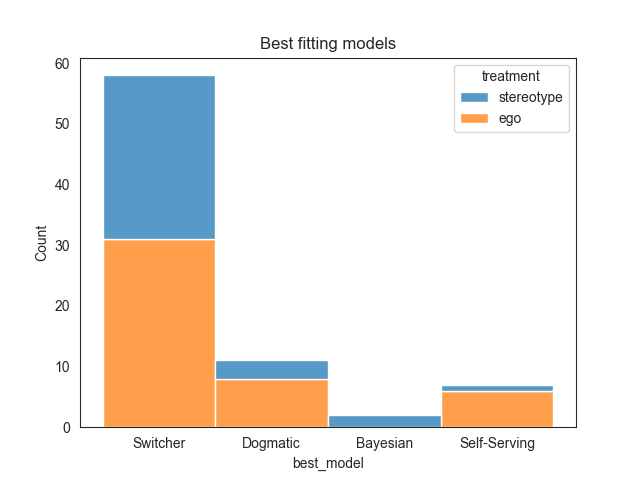 Best fitting models
treatment
stereotype
ego
60
50
40
30
20
10
0
Count
Switcher
Dogmatic
Bayesian
Self-Serving
best_model